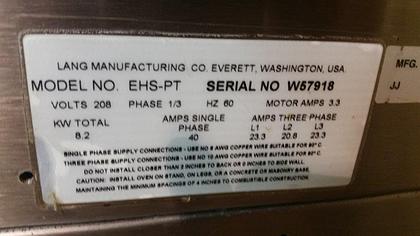 LANG MANUFACTURING CO. EVERETT, WASHINGTON, USA
MFG.
MODEL NO. EHS-PT SERIAL NO W57918
JJ
VOLTS 208 PHASE 1/3 HZ 60 MOTOR AMPS 3.3
KW TOTAL AMPS SINGLE AMPS THREE PHASE
PHASE L1 L2 L3
8.2 40 23.3 20.8 23.3
SINGLE PHASE SUPPLY CONNECTIONS - USE NO 8 AWG COPPER WIRE SUITABLE FOR 90° C.
THREE PHASE SUPPLY CONNECTIONS - USE NO 10 AWG COPPER WIRE SUITABLE FOR 90° C.
DO NOT INSTALL CLOSER THAN 2 INCHES TO BACK OR 0 INCHES TO SIDE WALL.
CAUTION: INSTALL OVEN ON STAND, ON LEGS, OR A CONCRETE OR MASONRY BASE,
MAINTAINING THE MINIMUM SPACINGS OF 4 INCHES TO COMBUSTIBLE CONSTRUCTION.